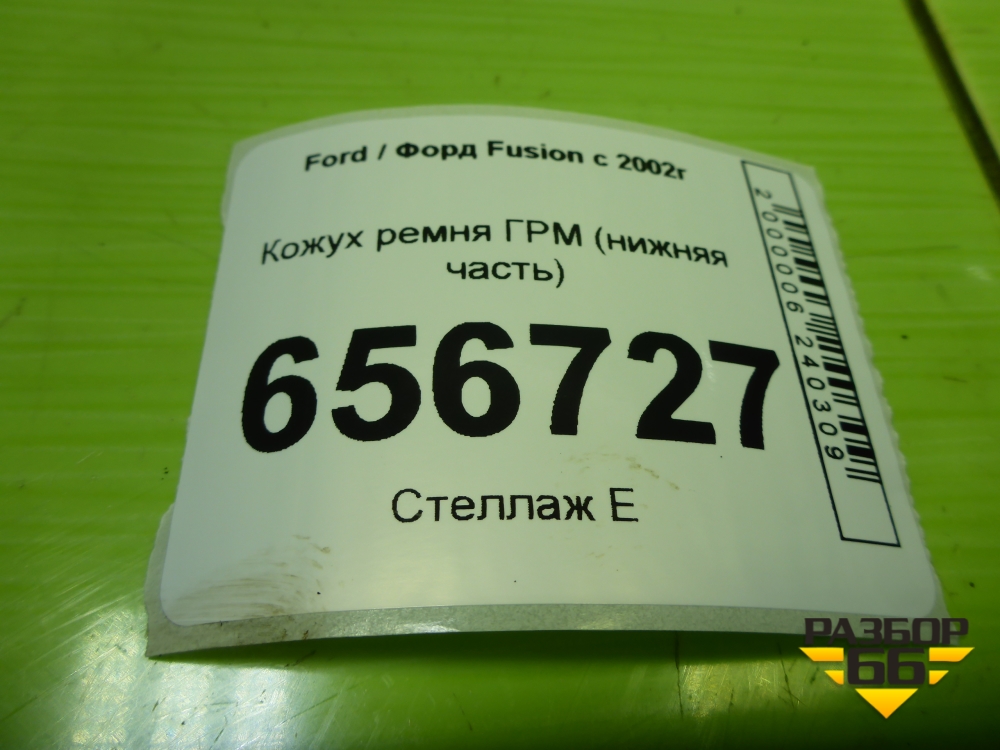 Ford / Форд Fusion с 2002г
Кожух ремня ГРМ (нижняя
часть)
656727
Стеллаж Е
2000006240309
РАЗБОР
66